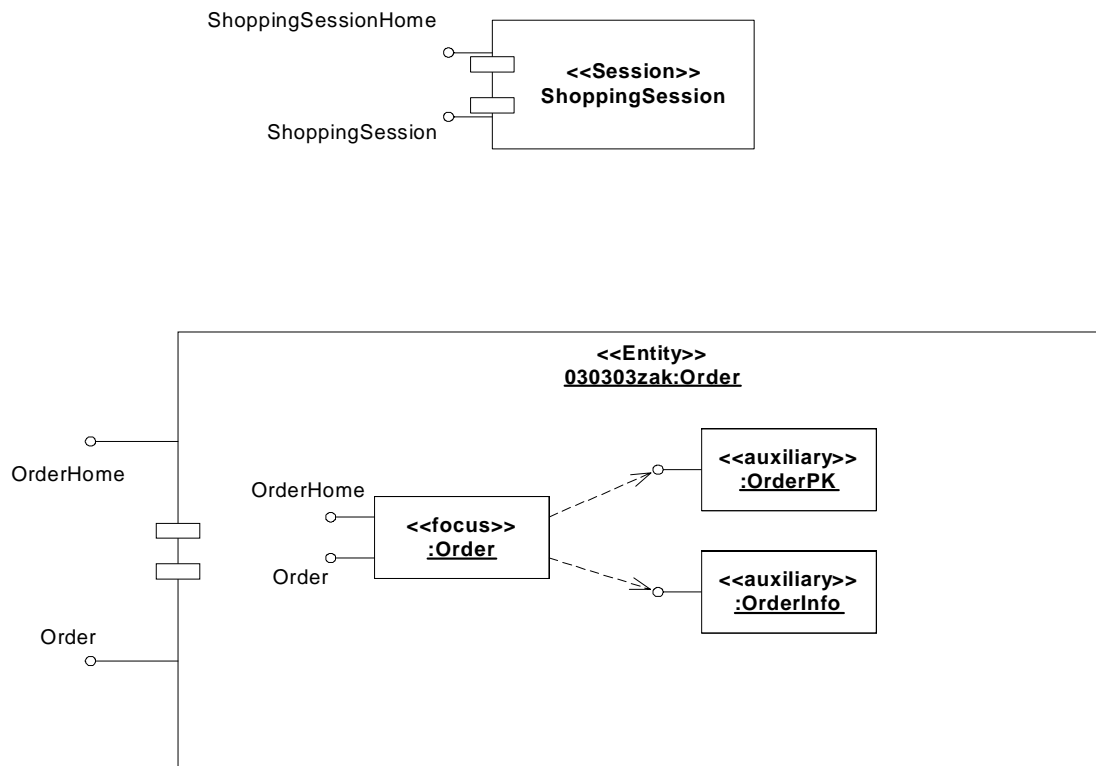 ShoppingSessionHome
<<Session>>
ShoppingSession
ShoppingSession
<<Entity>>
030303zak:Order
OrderHome
OrderHome
<<focus>>
:Order
Order
<<auxiliary>>
:OrderPK
<<auxiliary>>
:OrderInfo
Order